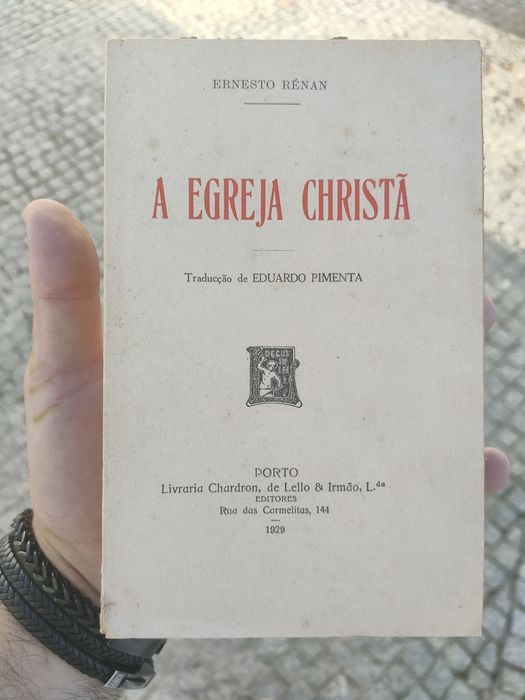 ERNESTO RÉNAN
A EGREJA CHRISTÃ
Traducção de EDUARDO PIMENTA
DECUS
PORTO
Livraria Chardron, de Lello & Irmão, L.da
EDITORES
Rua das Carmelitas, 144
1929